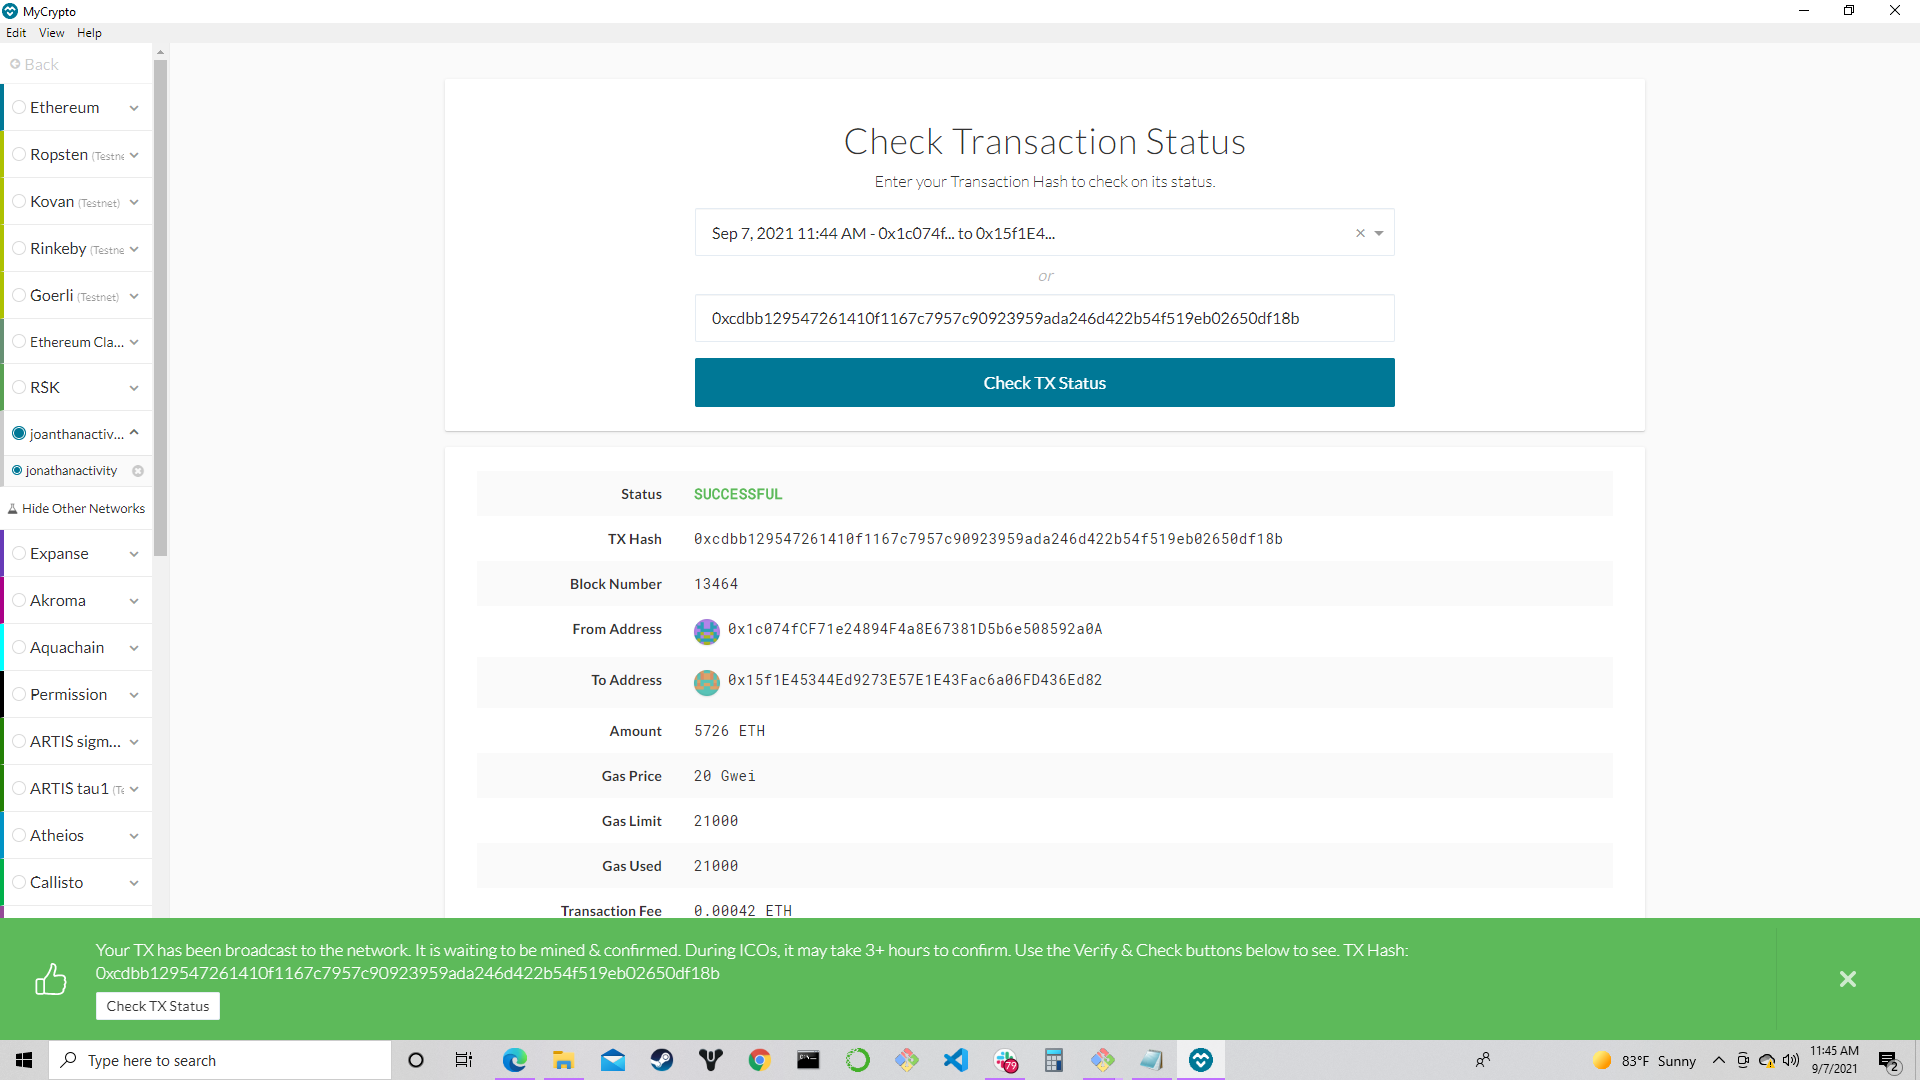 MyCrypto
Edit View Help
Back
Ethereum
Ropsten (Testne
Kovan (Testnet)
Rinkeby (Testne
Goerli (Testnet)
Ethereum Cla...
RSK
joanthanactiv...
jonathanactivity
Hide Other Networks
Expanse
Akroma
Aquachain
Permission
ARTIS sigm...
ARTIS tau1 (Te
Atheios
Callisto
Check Transaction Status
Enter your Transaction Hash to check on its status.
Sep 7, 2021 11:44 AM - 0x1c074f... to 0x15f1E4...
or
0xcdbb129547261410f1167c7957c90923959ada246d422b54f519eb02650df18b
Check TX Status
Status SUCCESSFUL
TX Hash 0xcdbb129547261410f1167c7957c90923959ada246d422b54f519eb02650df18b
Block Number 13464
From Address 0x1c074fCF71e24894F4a8E67381D5b6e508592a0A
To Address 0x15f1E45344Ed9273E57E1E43Fac6a06FD436Ed82
Amount 5726 ETH
Gas Price 20 Gwei
Gas Limit 21000
Gas Used 21000
Transaction Fee 0.00042 ETH
Your TX has been broadcast to the network. It is waiting to be mined & confirmed. During ICOs, it may take 3+ hours to confirm. Use the Verify & Check buttons below to see. TX Hash:
0xcdbb129547261410f1167c7957c90923959ada246d422b54f519eb02650df18b
Check TX Status
Type here to search
79
83°F Sunny
11:45 AM
9/7/2021
2